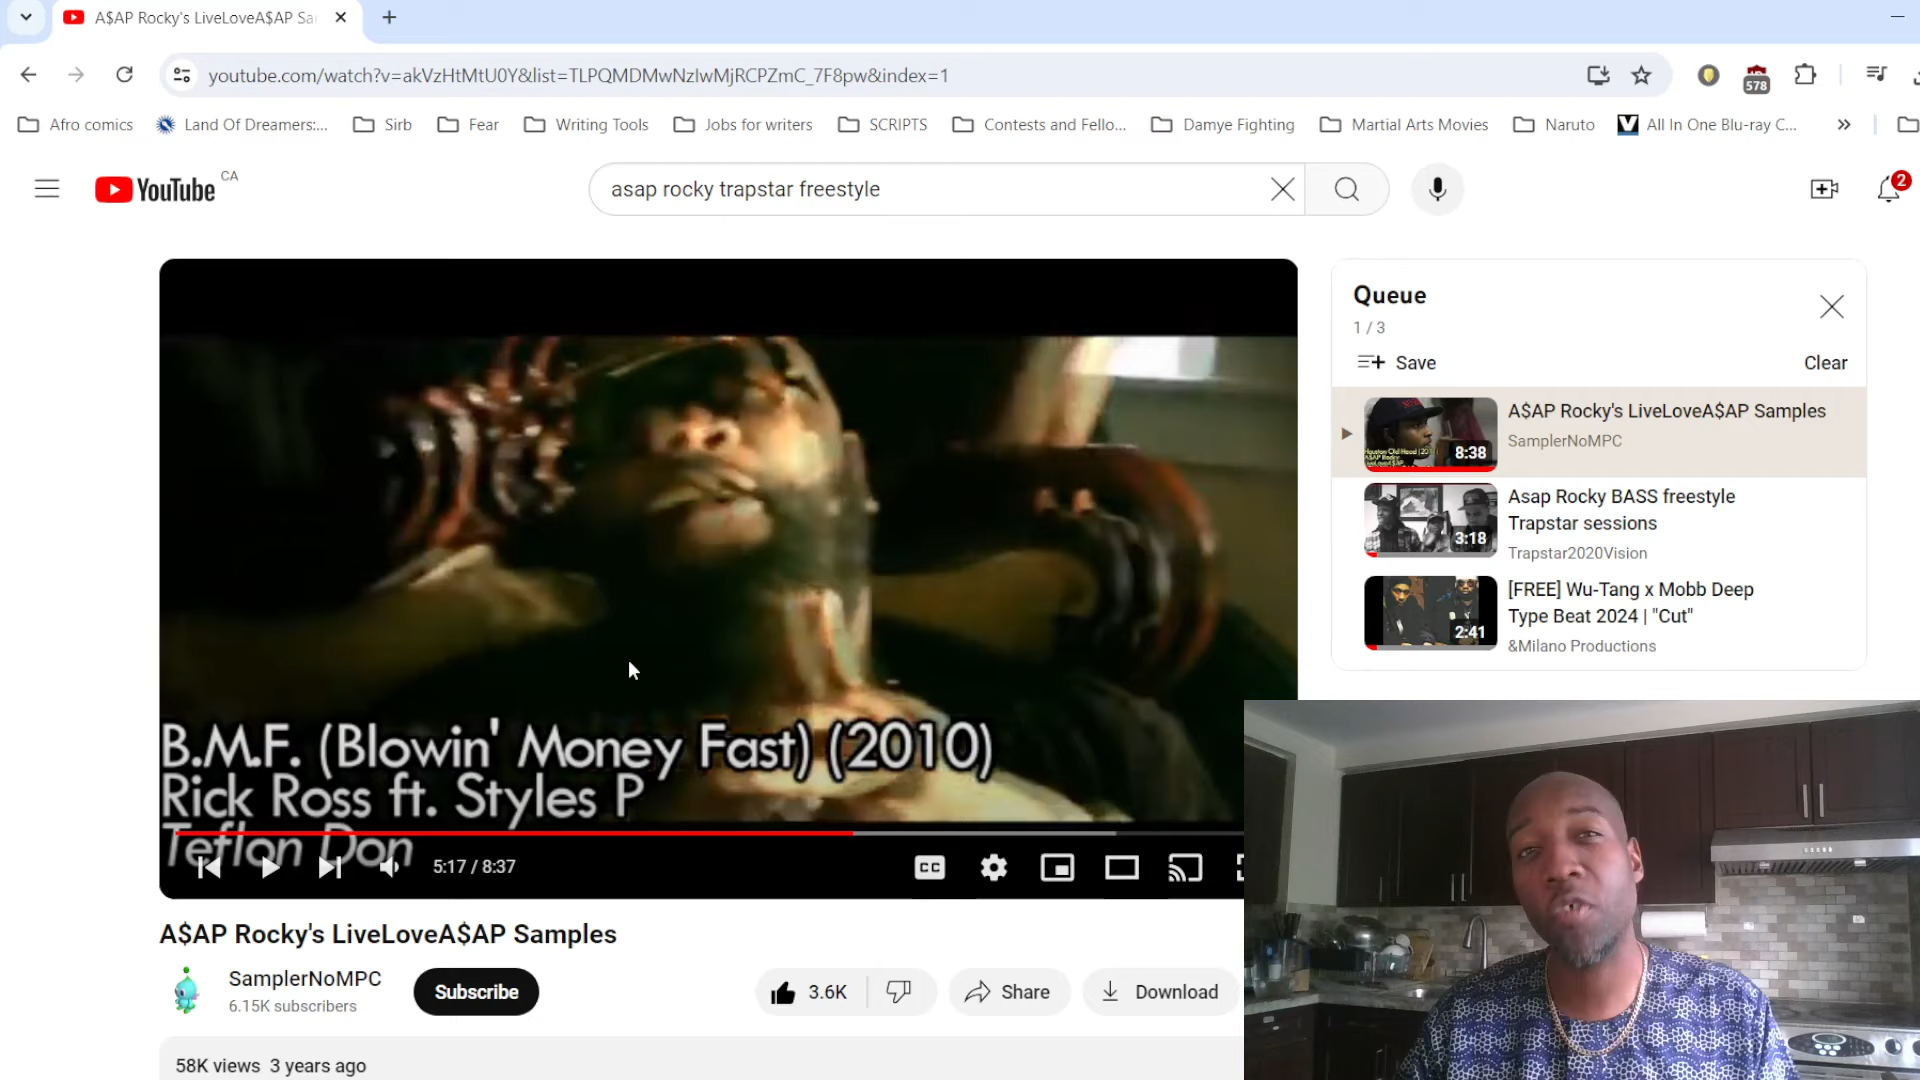 A$AP Rocky's LiveLoveA$AP Sa
youtube.com/watch?v=akVzHtMtU0Y&list=TLPQMDMwNzIwMjRCPZmC_7F8pw&index=1
578
Afro comics
Land Of Dreamers:...
Sirb
Fear
Writing Tools
Jobs for writers
SCRIPTS
Contests and Fello...
Damye Fighting
Martial Arts Movies
Naruto
All In One Blu-ray C...
YouTube CA
asap rocky trapstar freestyle
2
B.M.F. (Blowin' Money Fast) (2010)
Rick Ross ft. Styles P
Teflon Don
5:17 / 8:37
CC
Queue
1 / 3
Save
Clear
A$AP Rocky's LiveLoveA$AP Samples
SamplerNoMPC
8:38
Asap Rocky BASS freestyle
Trapstar sessions
Trapstar2020Vision
3:18
[FREE] Wu-Tang x Mobb Deep
Type Beat 2024 | "Cut"
&Milano Productions
2:41
A$AP Rocky's LiveLoveA$AP Samples
SamplerNoMPC
6.15K subscribers
Subscribe
3.6K
Share
Download
58K views 3 years ago